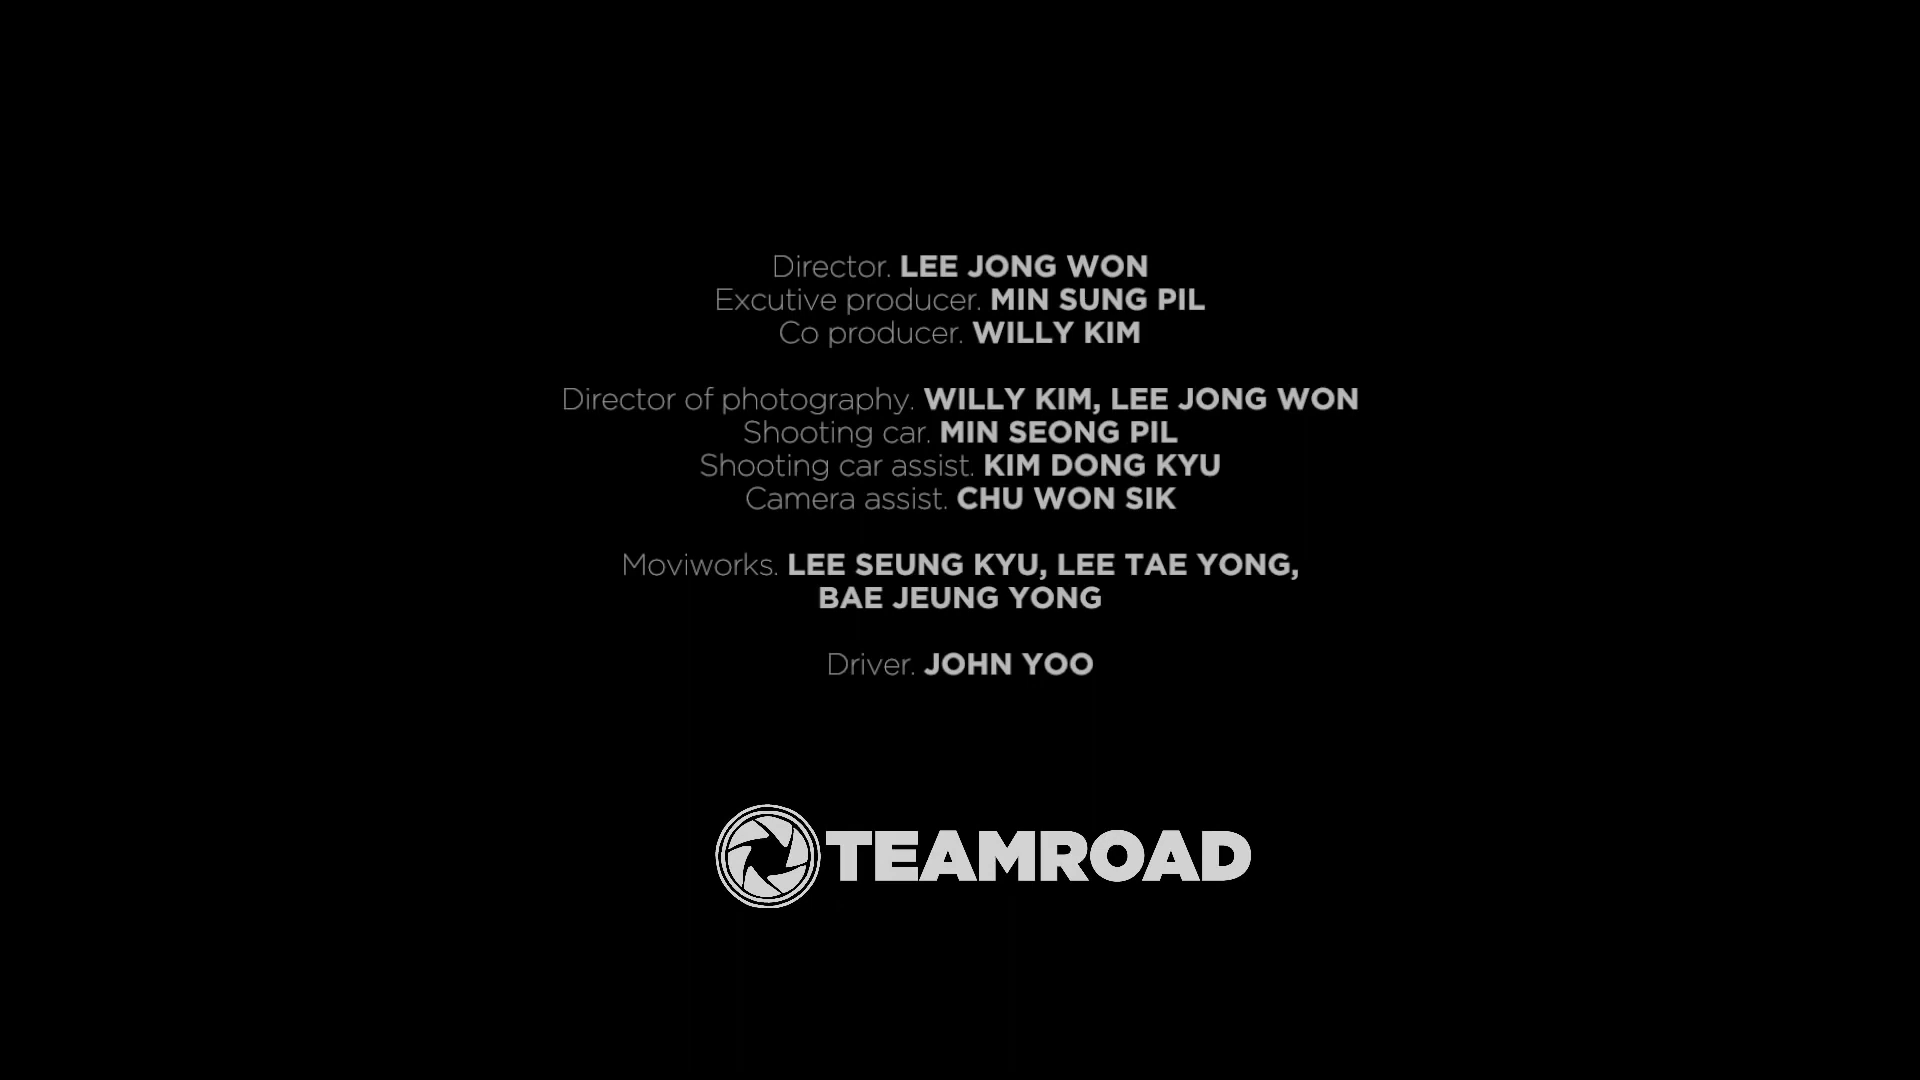 Director. LEE JONG WON
Excutive producer. MIN SUNG PIL
Co producer. WILLY KIM
Director of photography. WILLY KIM, LEE JONG WON
Shooting car. MIN SEONG PIL
Shooting car assist. KIM DONG KYU
Camera assist. CHU WON SIK
Moviworks. LEE SEUNG KYU, LEE TAE YONG,
BAE JEUNG YONG
Driver. JOHN YOO
TEAMROAD